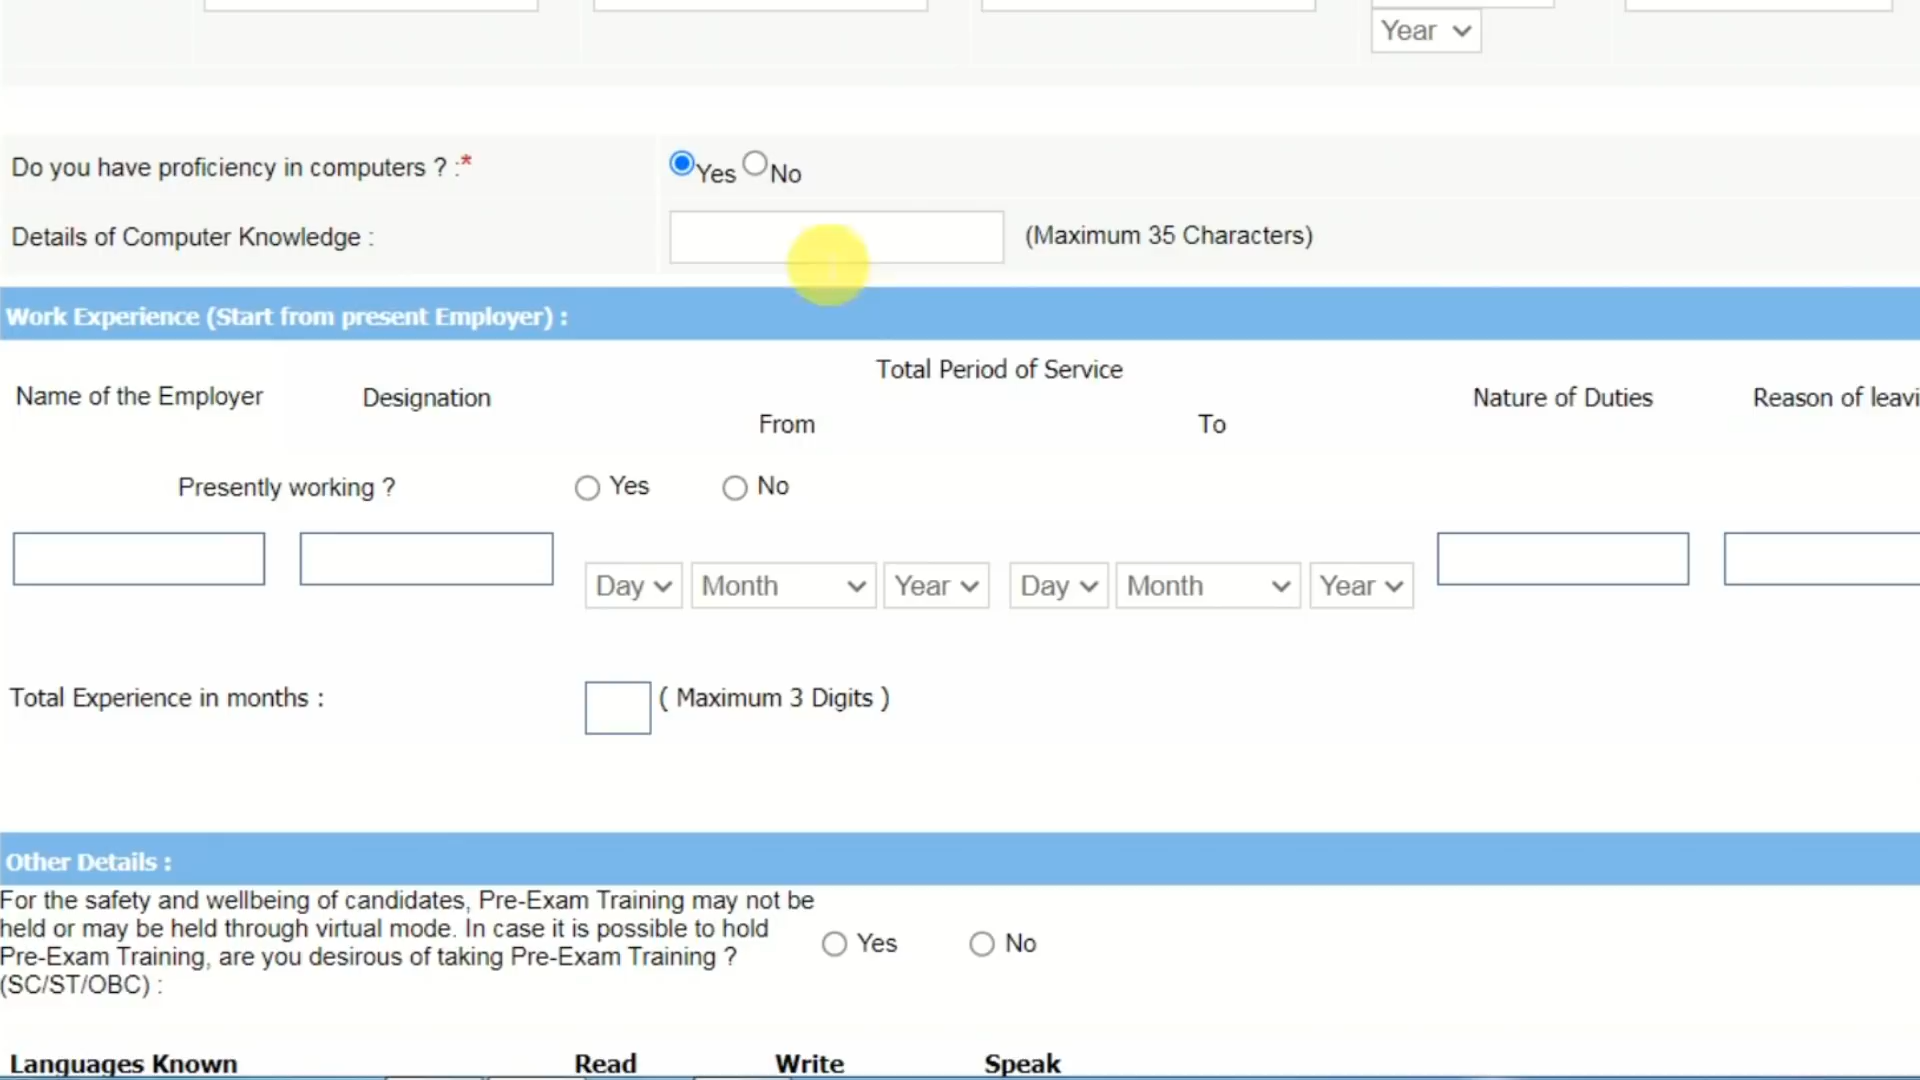 Year
Do you have proficiency in computers ? :*
Yes No
Details of Computer Knowledge :
(Maximum 35 Characters)
Work Experience (Start from present Employer) :
Total Period of Service
Name of the Employer
Designation
From
To
Nature of Duties
Reason of leavi
Presently working ?
Yes
No
Day
Month
Year
Day
Month
Year
Total Experience in months :
( Maximum 3 Digits )
Other Details :
For the safety and wellbeing of candidates, Pre-Exam Training may not be
held or may be held through virtual mode. In case it is possible to hold
Pre-Exam Training, are you desirous of taking Pre-Exam Training ?
(SC/ST/OBC) :
Yes
No
Languages Known
Read
Write
Speak